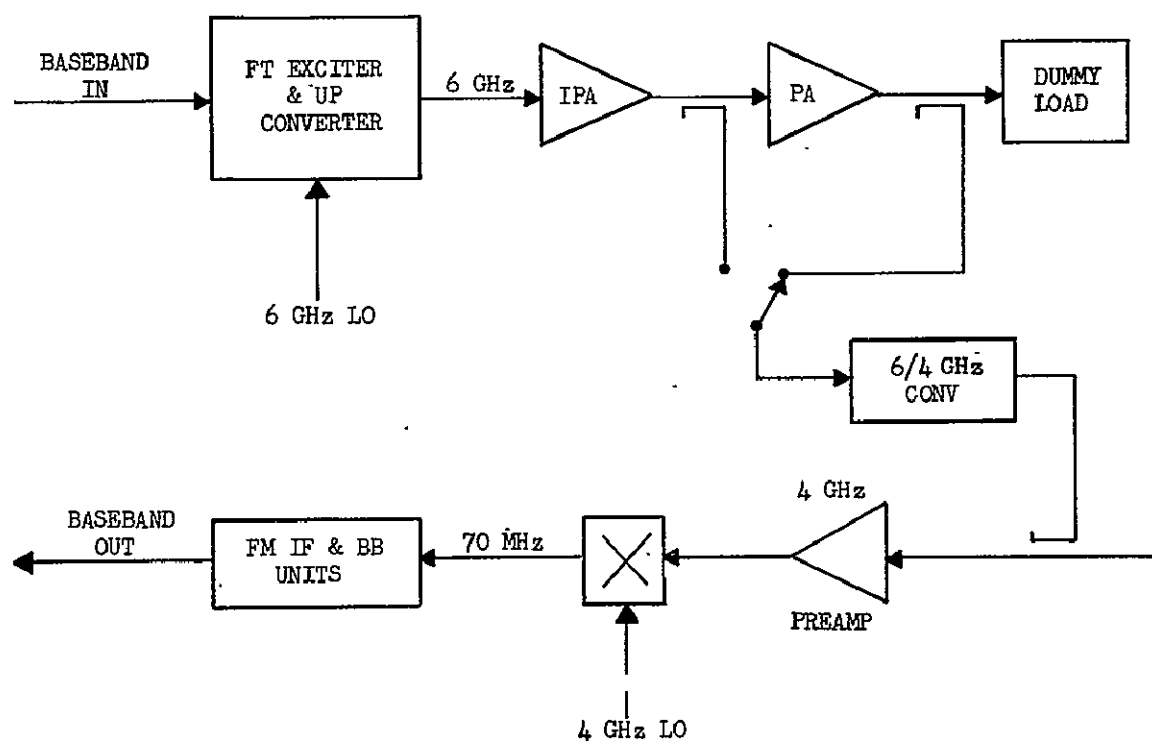 BASEBAND
IN
FT EXCITER
& UP
CONVERTER
6 GHz
IPA
PA
DUMMY
LOAD
6 GHz LO
6/4 GHz
CONV
4 GHz
BASEBAND
OUT
FM IF & BB
UNITS
70 MHz
PREAMP
4 GHz LO